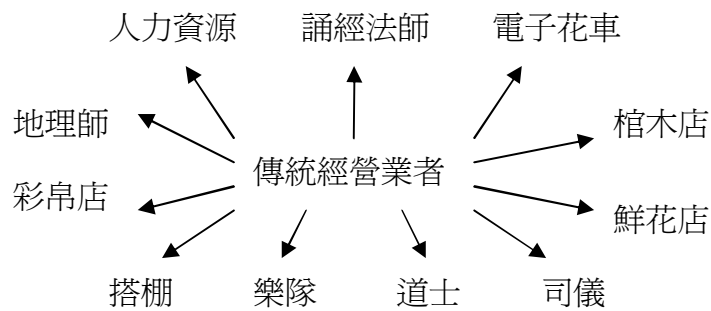 人力資源　誦經法師　電子花車
地理師　棺木店
傳統經營業者
彩帛店　鮮花店
搭棚　樂隊　道士　司儀